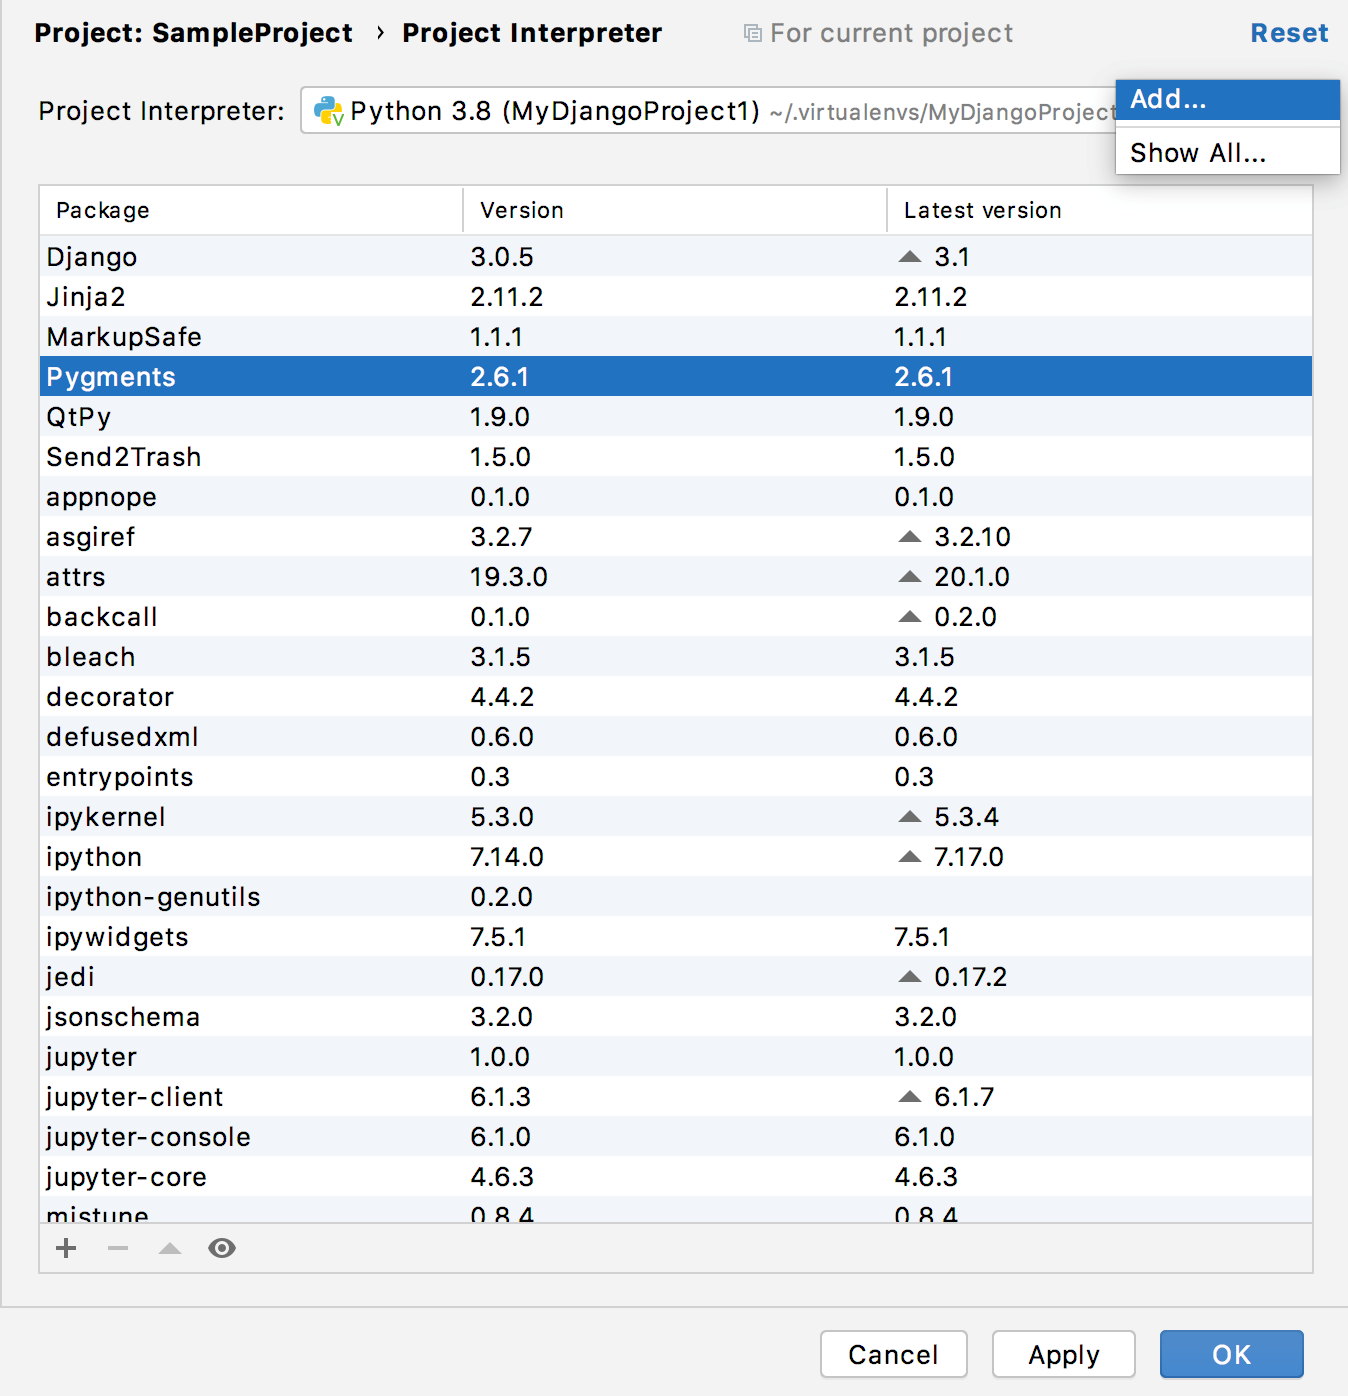 Project: SampleProject › Project Interpreter For current project Reset
Project Interpreter: Python 3.8 (MyDjangoProject1) ~/.virtualenvs/MyDjangoProject
Add...
Show All...
Package Version Latest version
Django 3.0.5 3.1
Jinja2 2.11.2 2.11.2
MarkupSafe 1.1.1 1.1.1
Pygments 2.6.1 2.6.1
QtPy 1.9.0 1.9.0
Send2Trash 1.5.0 1.5.0
appnope 0.1.0 0.1.0
asgiref 3.2.7 3.2.10
attrs 19.3.0 20.1.0
backcall 0.1.0 0.2.0
bleach 3.1.5 3.1.5
decorator 4.4.2 4.4.2
defusedxml 0.6.0 0.6.0
entrypoints 0.3 0.3
ipykernel 5.3.0 5.3.4
ipython 7.14.0 7.17.0
ipython-genutils 0.2.0
ipywidgets 7.5.1 7.5.1
jedi 0.17.0 0.17.2
jsonschema 3.2.0 3.2.0
jupyter 1.0.0 1.0.0
jupyter-client 6.1.3 6.1.7
jupyter-console 6.1.0 6.1.0
jupyter-core 4.6.3 4.6.3
mistune 0.8.4 0.8.4
Cancel Apply OK